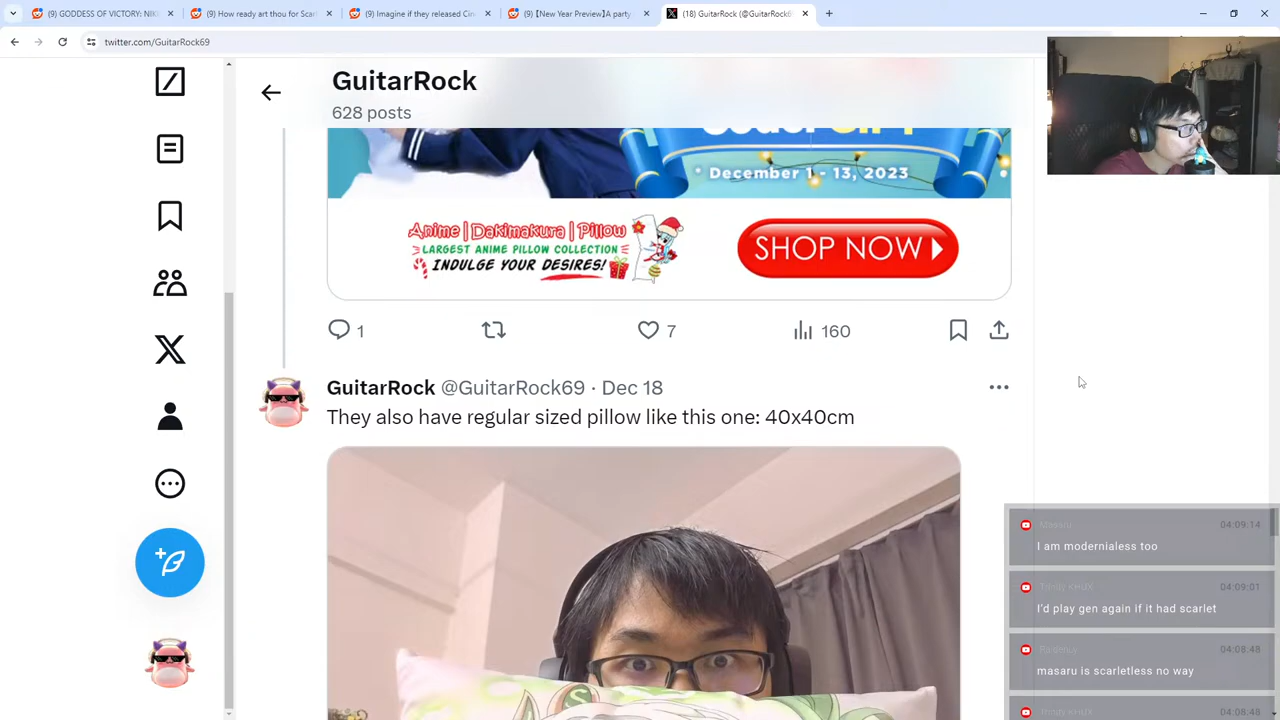 (9) GODDESS OF VICTORY: NIK
(9) How ready art thou for Scar
(9) Imagine if they released Cin
(9)【New Year Preview】A party
(18) GuitarRock (@GuitarRock6
twitter.com/GuitarRock69
GuitarRock
628 posts
December 1 - 13, 2023
Anime | Dakimakura | Pillow
LARGEST ANIME PILLOW COLLECTION
INDULGE YOUR DESIRES!
SHOP NOW
1
7
160
GuitarRock @GuitarRock69 · Dec 18
They also have regular sized pillow like this one: 40x40cm
Masaru 04:09:14
I am modernialess too
04:09:01
I'd play gen again if it had scarlet
04:08:48
masaru is scarletless no way
04:08:48